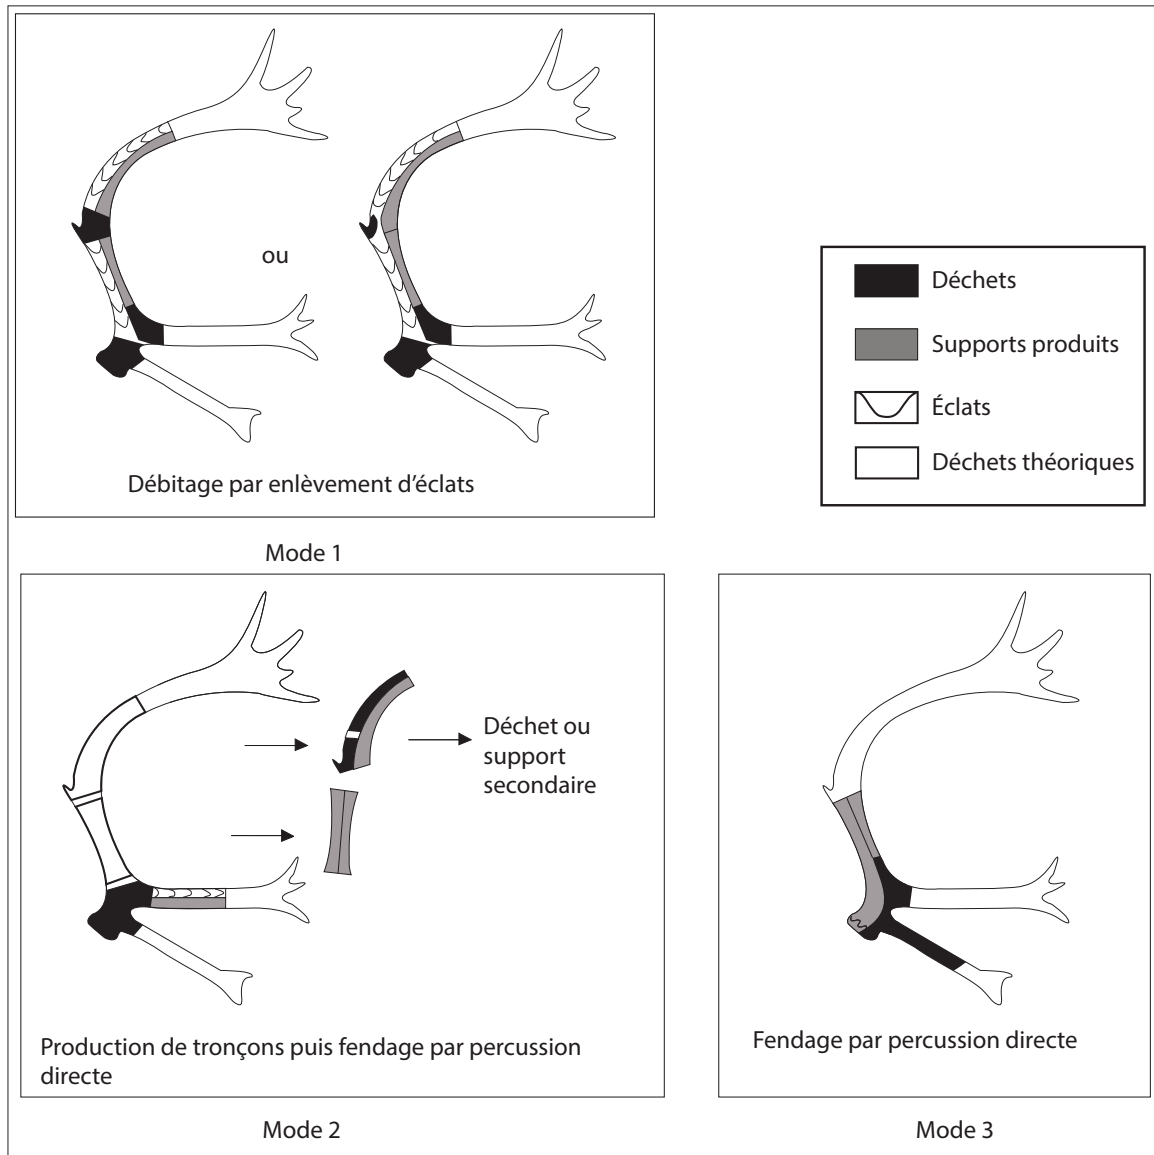 ou
Débitage par enlèvement d'éclats
Mode 1
Déchets
Supports produits
Éclats
Déchets théoriques
Déchet ou
support
secondaire
Production de tronçons puis fendage par percussion
directe
Mode 2
Fendage par percussion directe
Mode 3